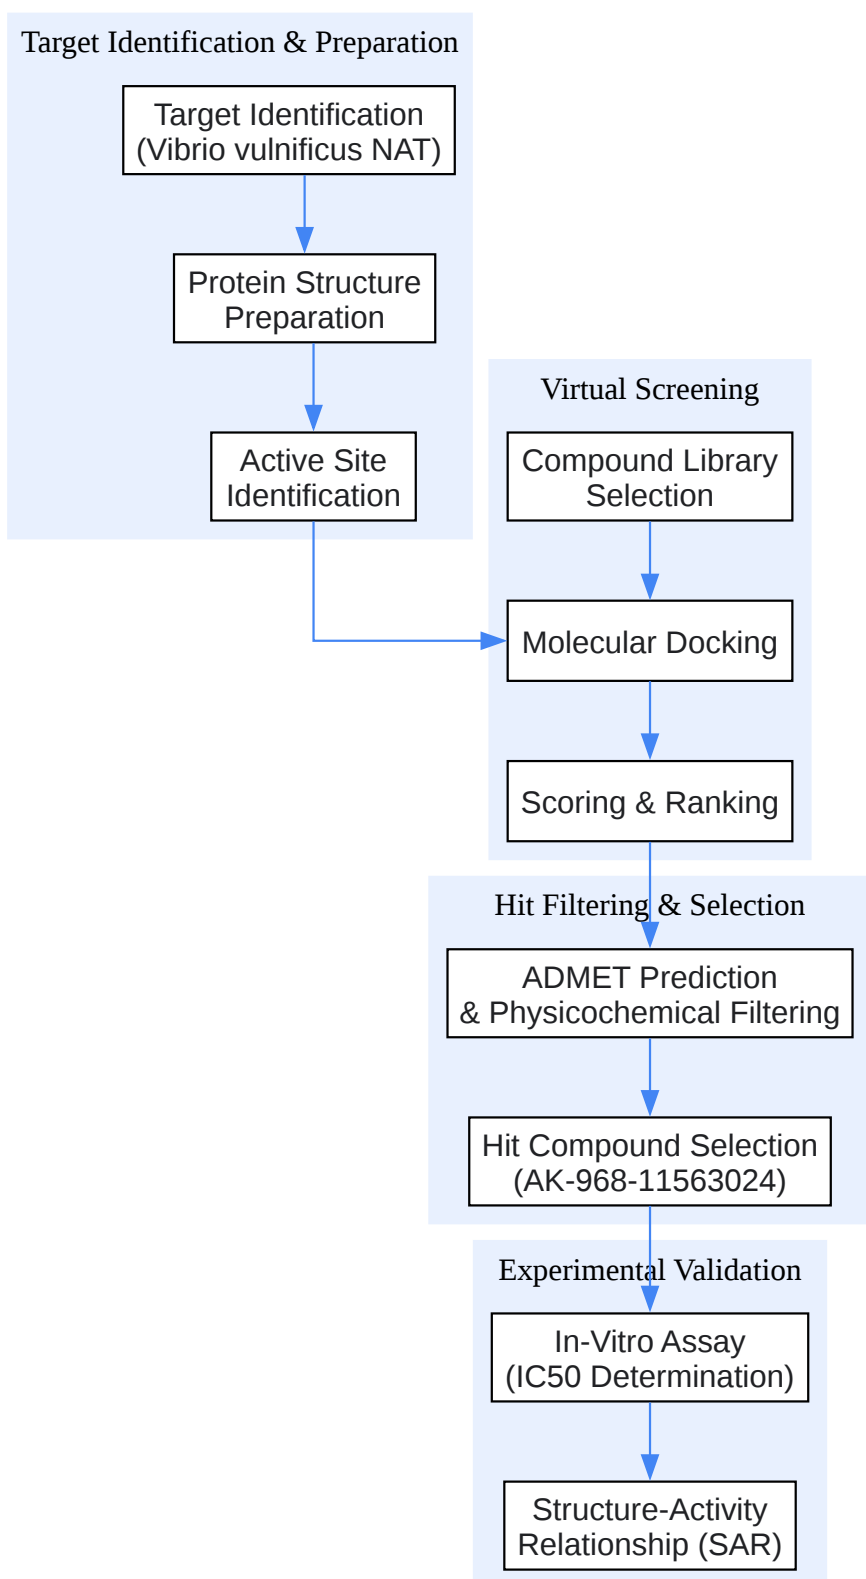 Target Identification & Preparation
Target Identification
(Vibrio vulnificus NAT)
Protein Structure
Preparation
Active Site
Identification
Virtual Screening
Compound Library
Selection
Molecular Docking
Scoring & Ranking
Hit Filtering & Selection
ADMET Prediction
& Physicochemical Filtering
Hit Compound Selection
(AK-968-11563024)
Experimental Validation
In-Vitro Assay
(IC50 Determination)
Structure-Activity
Relationship (SAR)